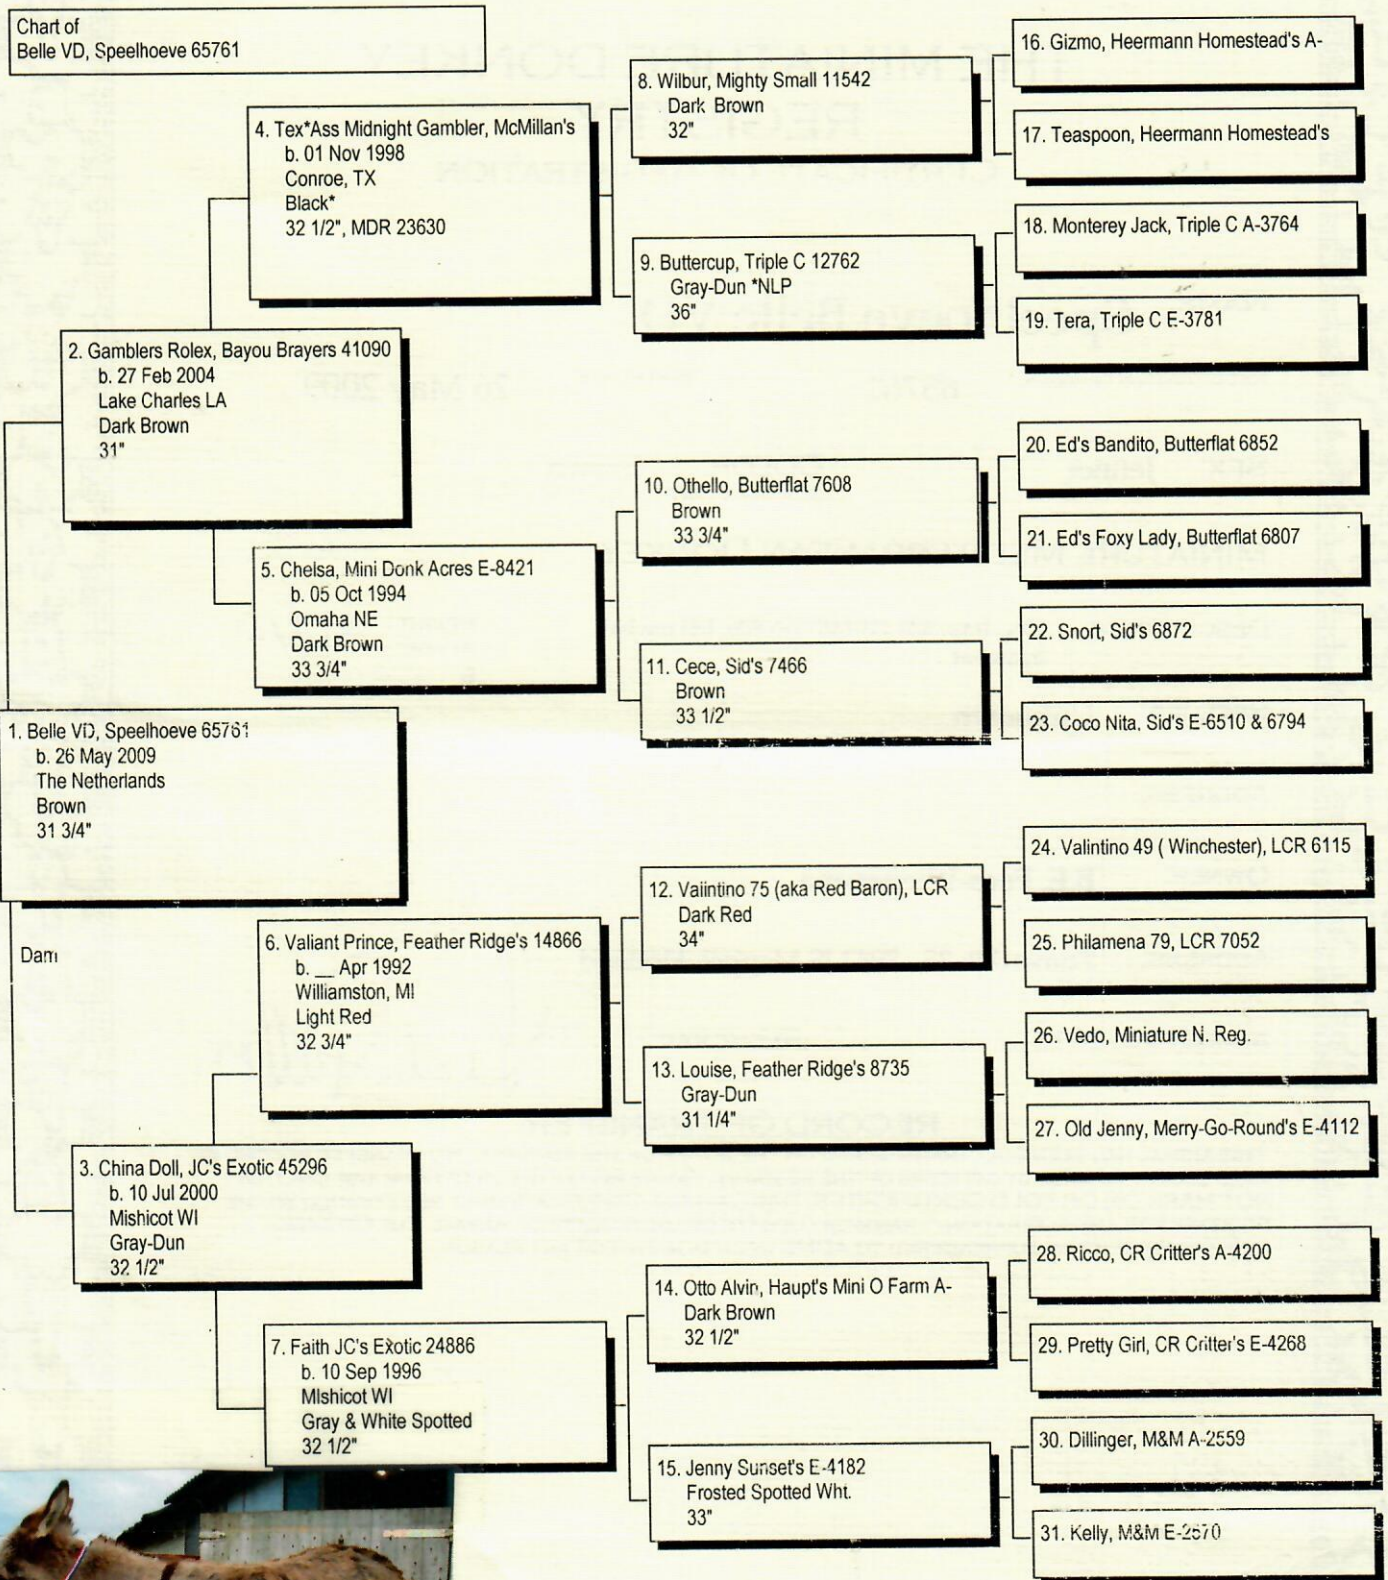 Chart of
Belle VD, Speelhoeve 65761
1. Belle VD, Speelhoeve 65761
b. 26 May 2009
The Netherlands
Brown
31 3/4"
Dam
2. Gamblers Rolex, Bayou Brayers 41090
b. 27 Feb 2004
Lake Charles LA
Dark Brown
31"
3. China Doll, JC's Exotic 45296
b. 10 Jul 2000
Mishicot WI
Gray-Dun
32 1/2"
4. Tex*Ass Midnight Gambler, McMillan's
b. 01 Nov 1998
Conroe, TX
Black*
32 1/2", MDR 23630
5. Chelsa, Mini Donk Acres E-8421
b. 05 Oct 1994
Omaha NE
Dark Brown
33 3/4"
6. Valiant Prince, Feather Ridge's 14866
b. __ Apr 1992
Williamston, MI
Light Red
32 3/4"
7. Faith JC's Exotic 24886
b. 10 Sep 1996
MIshicot WI
Gray & White Spotted
32 1/2"
8. Wilbur, Mighty Small 11542
Dark Brown
32"
9. Buttercup, Triple C 12762
Gray-Dun *NLP
36"
10. Othello, Butterflat 7608
Brown
33 3/4"
11. Cece, Sid's 7466
Brown
33 1/2"
12. Valintino 75 (aka Red Baron), LCR
Dark Red
34"
13. Louise, Feather Ridge's 8735
Gray-Dun
31 1/4"
14. Otto Alvin, Haupt's Mini O Farm A-
Dark Brown
32 1/2"
15. Jenny Sunset's E-4182
Frosted Spotted Wht.
33"
16. Gizmo, Heermann Homestead's A-
17. Teaspoon, Heermann Homestead's
18. Monterey Jack, Triple C A-3764
19. Tera, Triple C E-3781
20. Ed's Bandito, Butterflat 6852
21. Ed's Foxy Lady, Butterflat 6807
22. Snort, Sid's 6872
23. Coco Nita, Sid's E-6510 & 6794
24. Valintino 49 ( Winchester), LCR 6115
25. Philamena 79, LCR 7052
26. Vedo, Miniature N. Reg.
27. Old Jenny, Merry-Go-Round's E-4112
28. Ricco, CR Critter's A-4200
29. Pretty Girl, CR Critter's E-4268
30. Dillinger, M&M A-2559
31. Kelly, M&M E-2570